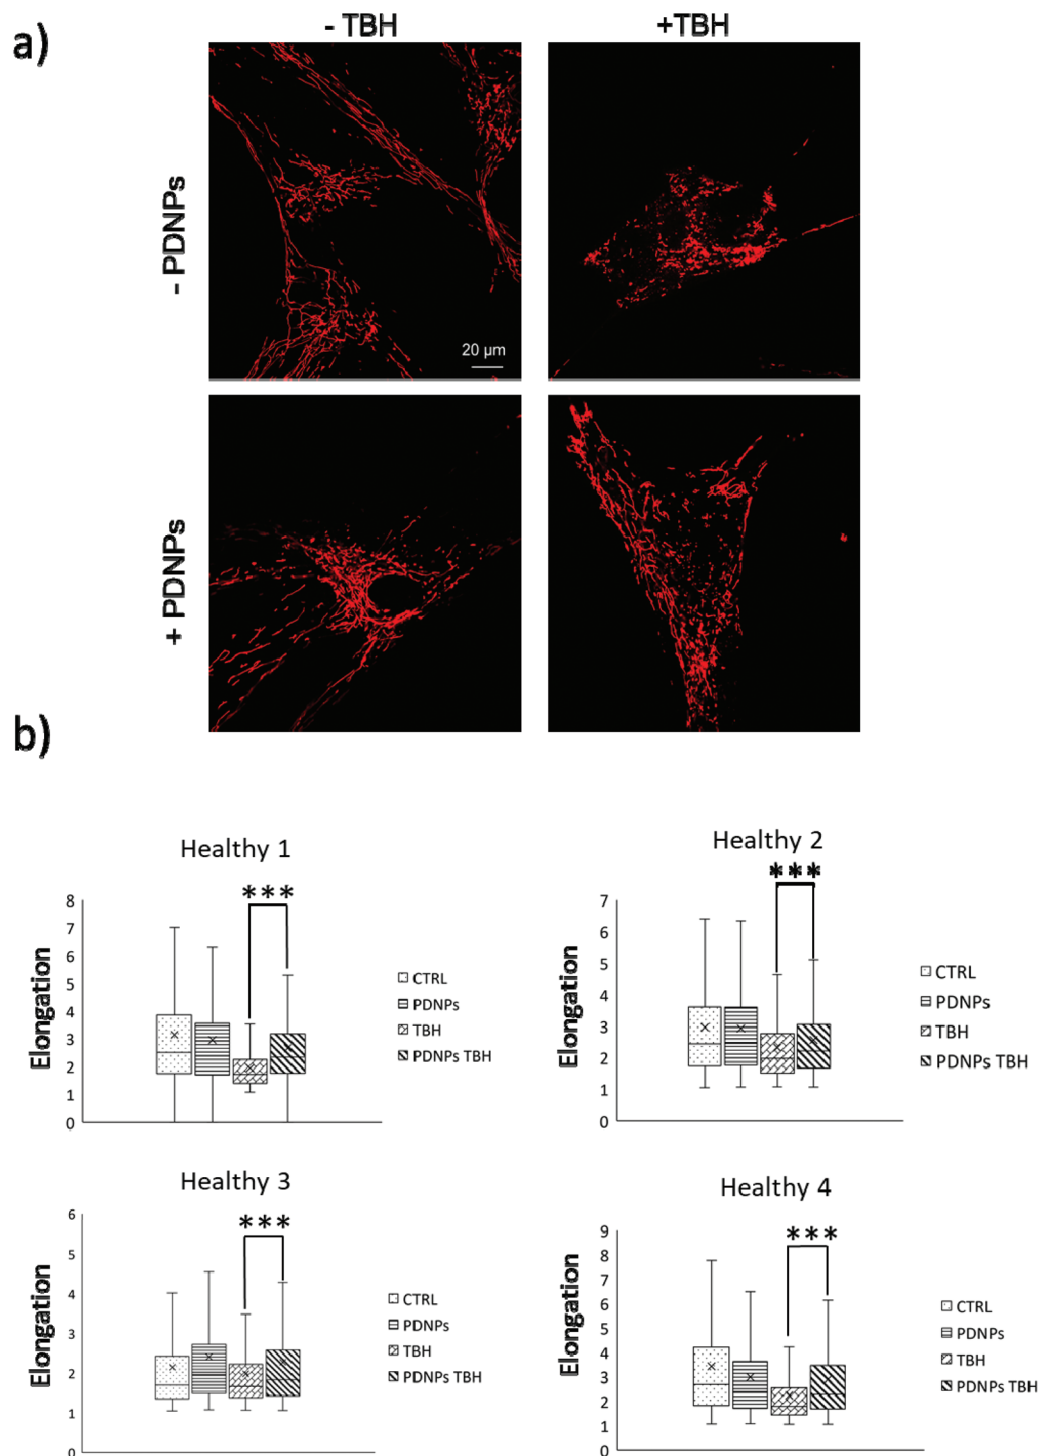 a)
- TBH
+TBH
- PDNPs
20 µm
+ PDNPs
b)
Healthy 1
***
Elongation
8
7
6
5
4
3
2
1
0
CTRL
PDNPs
TBH
PDNPs TBH
Healthy 2
***
Elongation
7
6
5
4
3
2
1
0
CTRL
PDNPs
TBH
PDNPs TBH
Healthy 3
***
Elongation
6
5
4
3
2
1
0
CTRL
PDNPs
TBH
PDNPs TBH
Healthy 4
***
Elongation
9
8
7
6
5
4
3
2
1
0
CTRL
PDNPs
TBH
PDNPs TBH